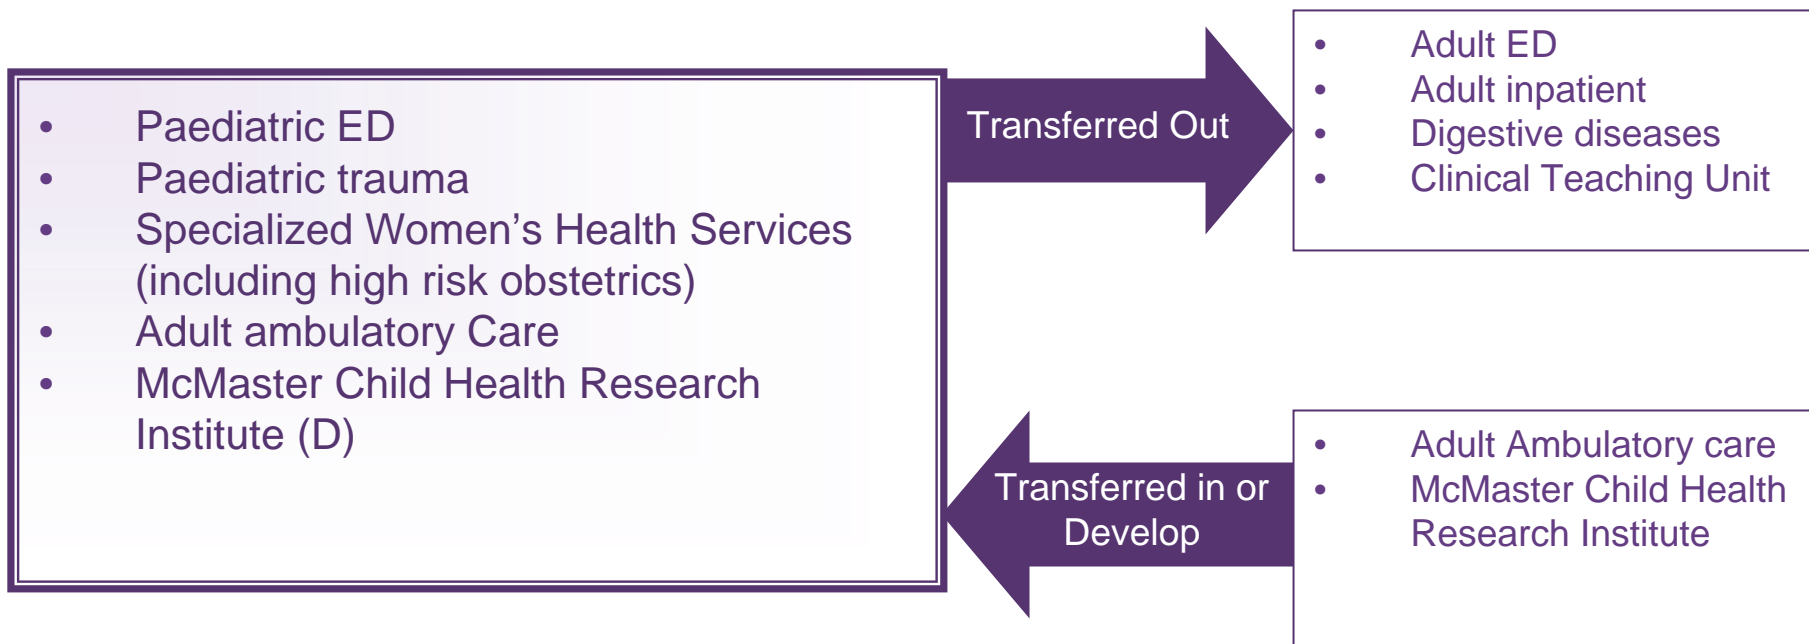 • Paediatric ED
• Paediatric trauma
• Specialized Women’s Health Services
(including high risk obstetrics)
• Adult ambulatory Care
• McMaster Child Health Research
Institute (D)
Transferred Out
• Adult ED
• Adult inpatient
• Digestive diseases
• Clinical Teaching Unit
Transferred in or
Develop
• Adult Ambulatory care
• McMaster Child Health
Research Institute